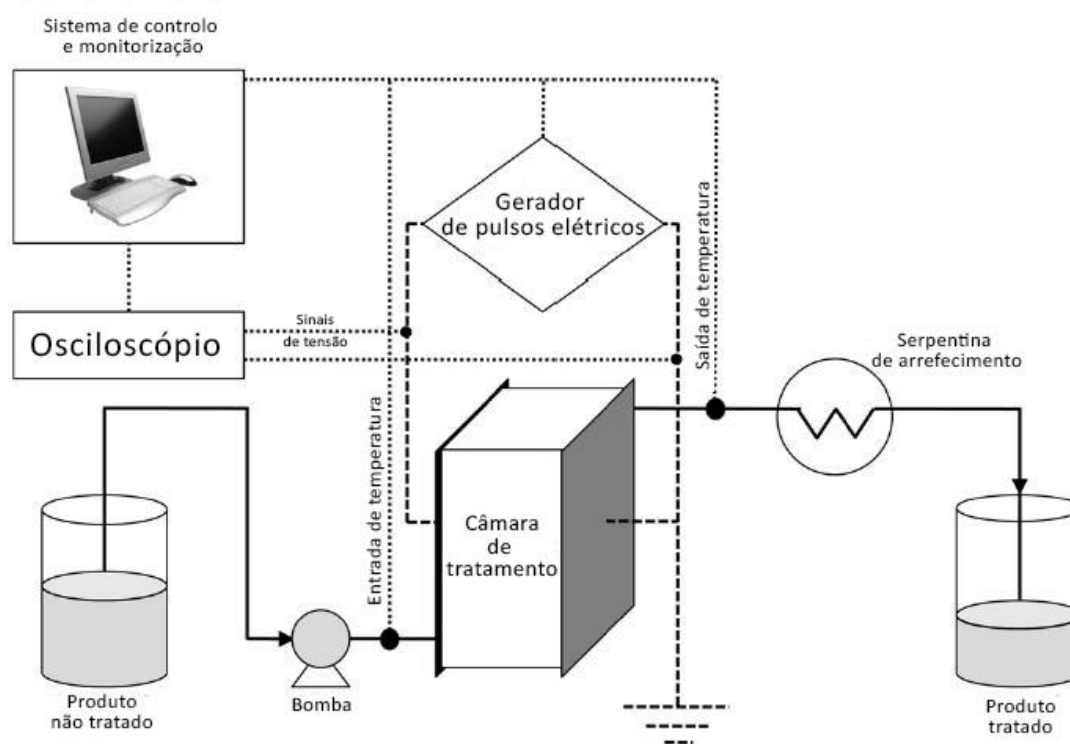 Sistema de controlo
e monitorização
Gerador
de pulsos elétricos
Osciloscópio
Sinais
de tensão
Entrada de temperatura
Saída de temperatura
Serpentina
de arrefecimento
Câmara
de
tratamento
Produto
não tratado
Bomba
Produto
tratado